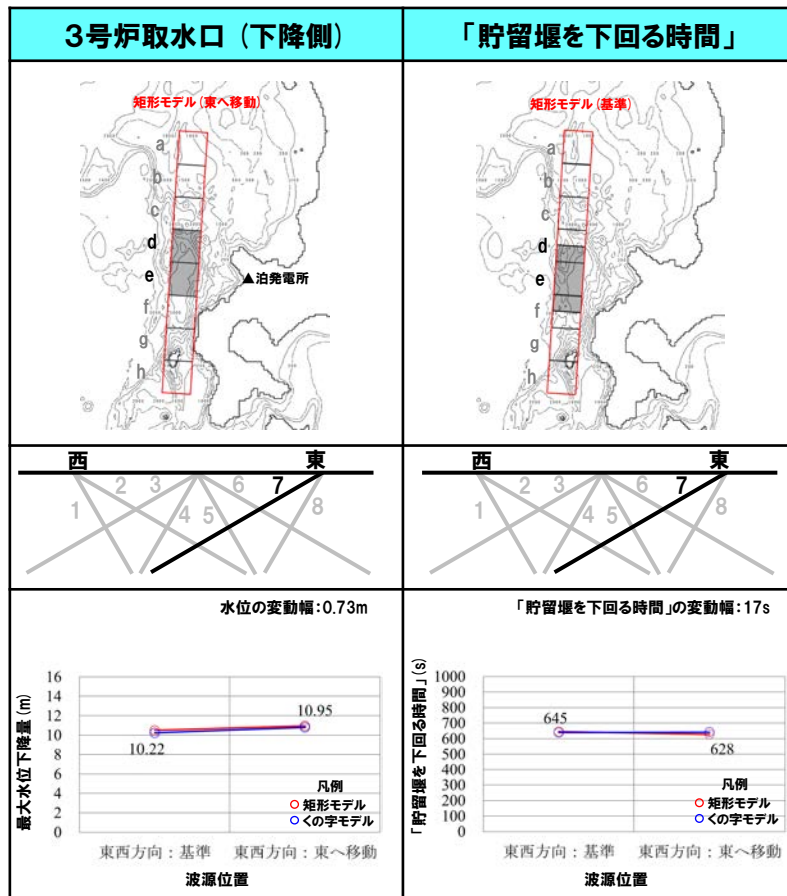 3号炉取水口（下降側）
「貯留堰を下回る時間」
矩形モデル(東へ移動)
a
b
c
d
e
f
g
h
▲泊発電所
矩形モデル(基準)
a
b
c
d
e
f
g
h
西 東
1 2 3 4 5 6 7 8
西 東
1 2 3 4 5 6 7 8
水位の変動幅:0.73m
最大水位下降量(m)
16
14
12
10
8
6
4
2
0
10.22
10.95
凡例
矩形モデル
くの字モデル
東西方向：基準 東西方向：東へ移動
波源位置
「貯留堰を下回る時間」の変動幅:17s
「貯留堰を下回る時間」(s)
1000
900
800
700
600
500
400
300
200
100
0
645
628
凡例
矩形モデル
くの字モデル
東西方向：基準 東西方向：東へ移動
波源位置